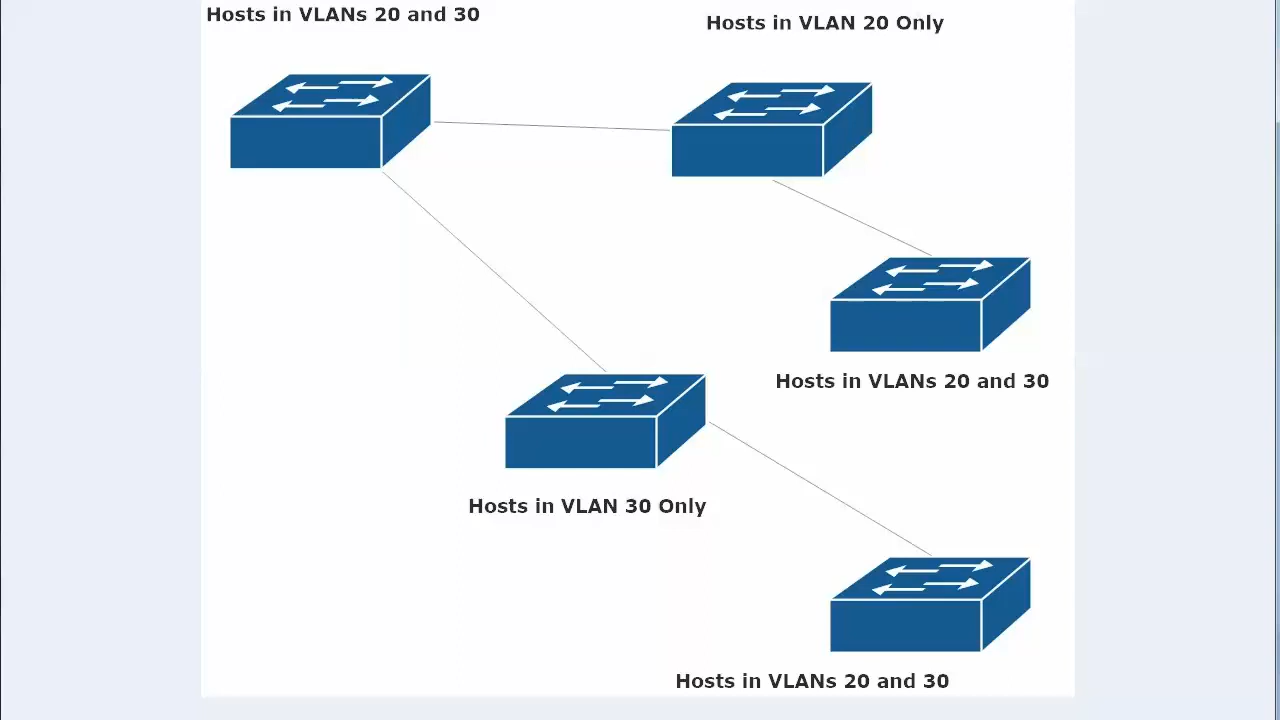 Hosts in VLANs 20 and 30
Hosts in VLAN 20 Only
Hosts in VLANs 20 and 30
Hosts in VLAN 30 Only
Hosts in VLANs 20 and 30